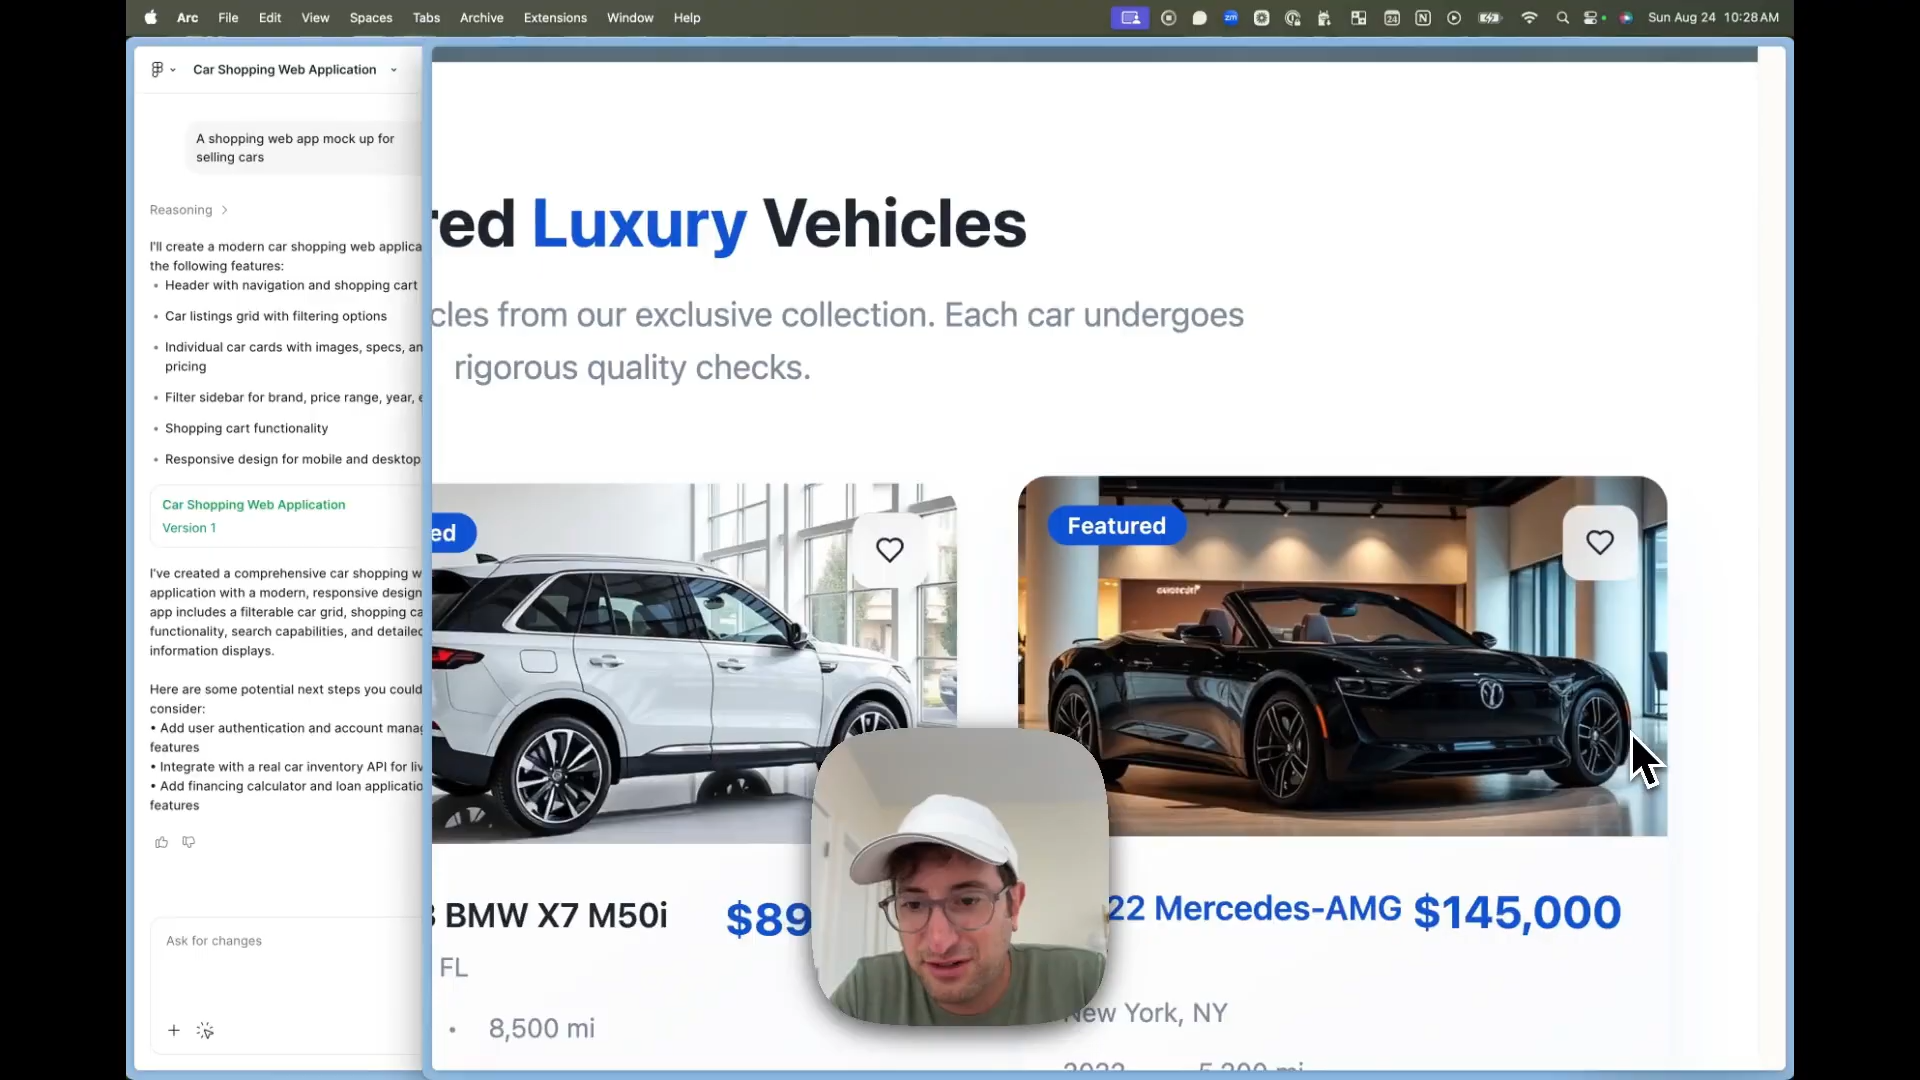 Arc File Edit View Spaces Tabs Archive Extensions Window Help
zm
24
Sun Aug 24 10:28 AM
Car Shopping Web Application
A shopping web app mock up for
selling cars
Reasoning
I'll create a modern car shopping web applica
the following features:
• Header with navigation and shopping cart
• Car listings grid with filtering options
• Individual car cards with images, specs, an
pricing
• Filter sidebar for brand, price range, year, e
• Shopping cart functionality
• Responsive design for mobile and desktop
Car Shopping Web Application
Version 1
I've created a comprehensive car shopping w
application with a modern, responsive design
app includes a filterable car grid, shopping ca
functionality, search capabilities, and detailed
information displays.
Here are some potential next steps you could
consider:
• Add user authentication and account manag
features
• Integrate with a real car inventory API for liv
• Add financing calculator and loan applicatio
features
Ask for changes
red Luxury Vehicles
cles from our exclusive collection. Each car undergoes
rigorous quality checks.
ed
Featured
BMW X7 M50i $89
FL
• 8,500 mi
22 Mercedes-AMG $145,000
New York, NY
2022 5,200 mi